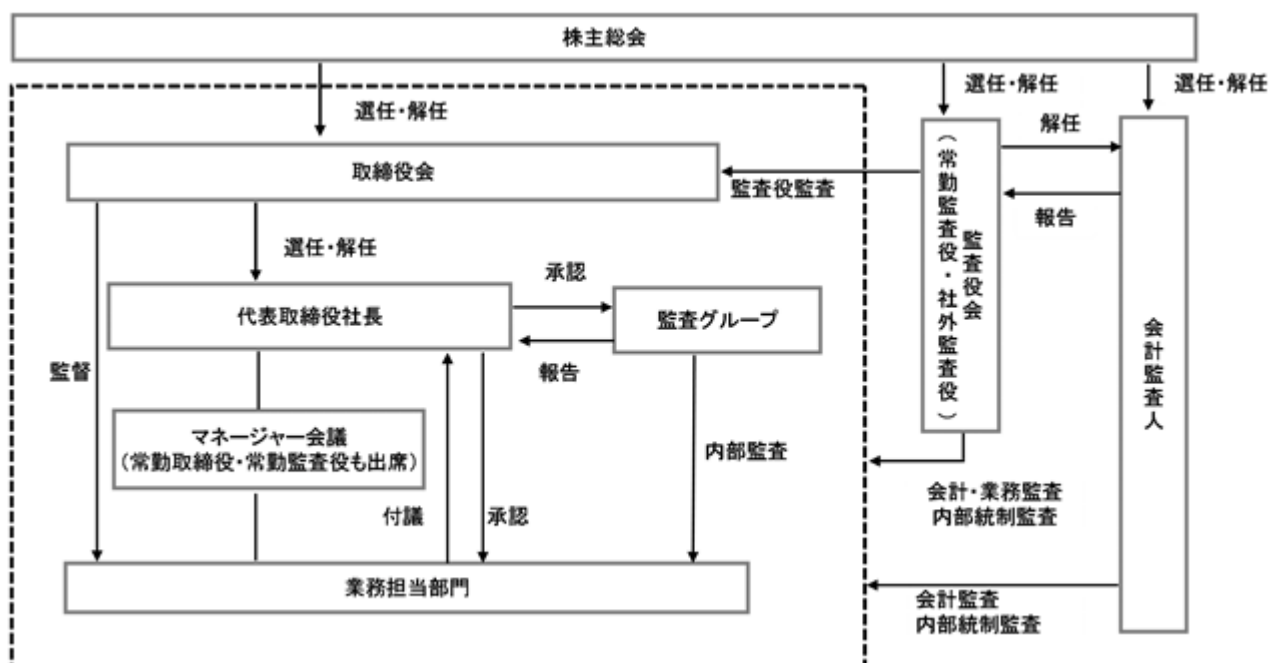 株主総会
選任・解任
選任・解任
選任・解任
取締役会
監査役監査
解任
報告
監査役会
(常勤監査役・社外監査役)
会計監査人
選任・解任
代表取締役社長
承認
報告
監査グループ
監督
マネージャー会議
(常勤取締役・常勤監査役も出席)
内部監査
付議
承認
会計・業務監査
内部統制監査
業務担当部門
会計監査
内部統制監査